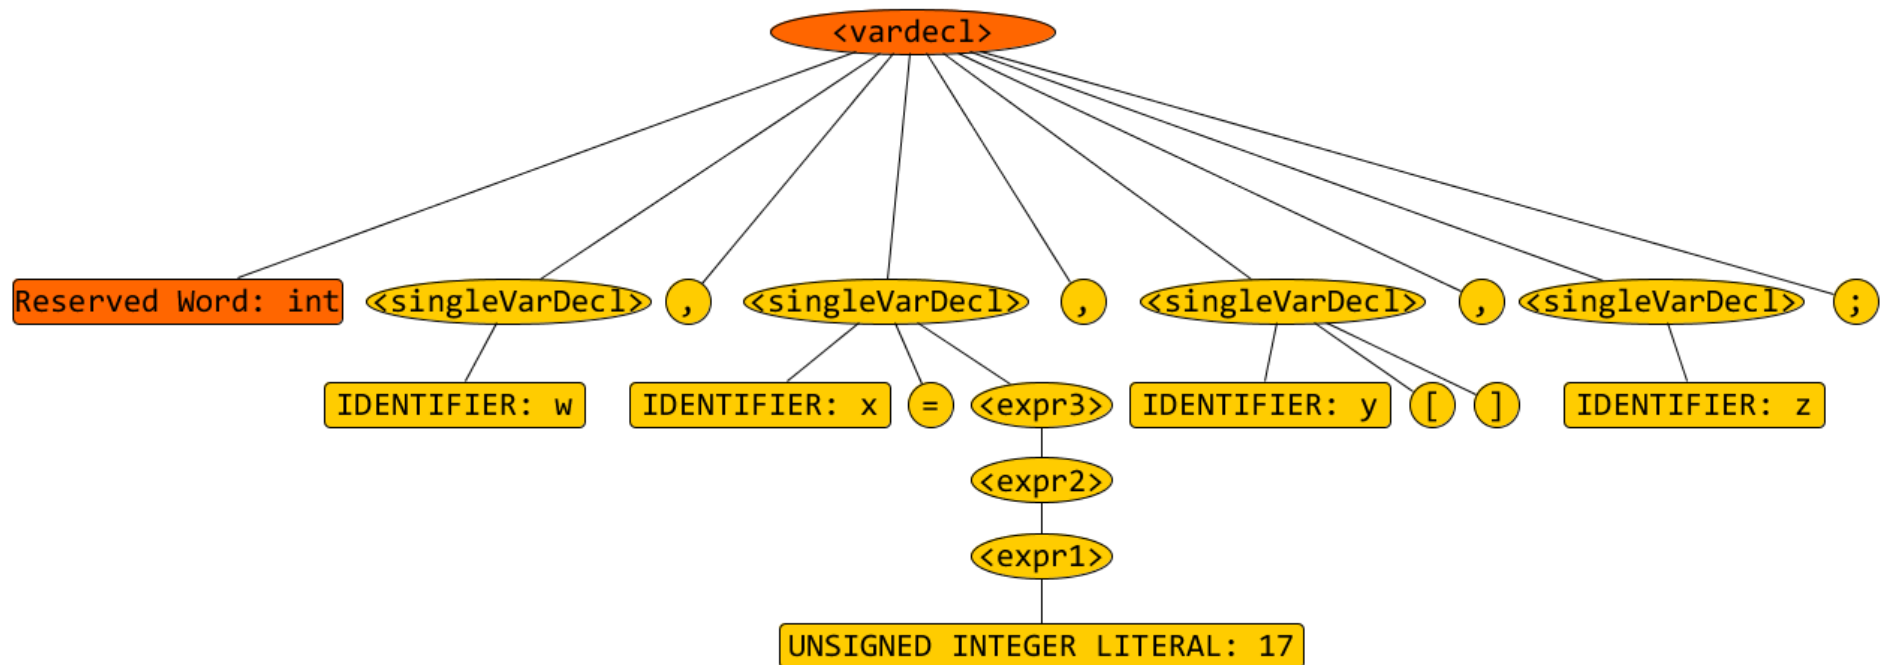 <vardecl>
Reserved Word: int <singleVarDecl> , <singleVarDecl> , <singleVarDecl> , <singleVarDecl> ;
IDENTIFIER: w IDENTIFIER: x = <expr3> IDENTIFIER: y [ ] IDENTIFIER: z
<expr2>
<expr1>
UNSIGNED INTEGER LITERAL: 17